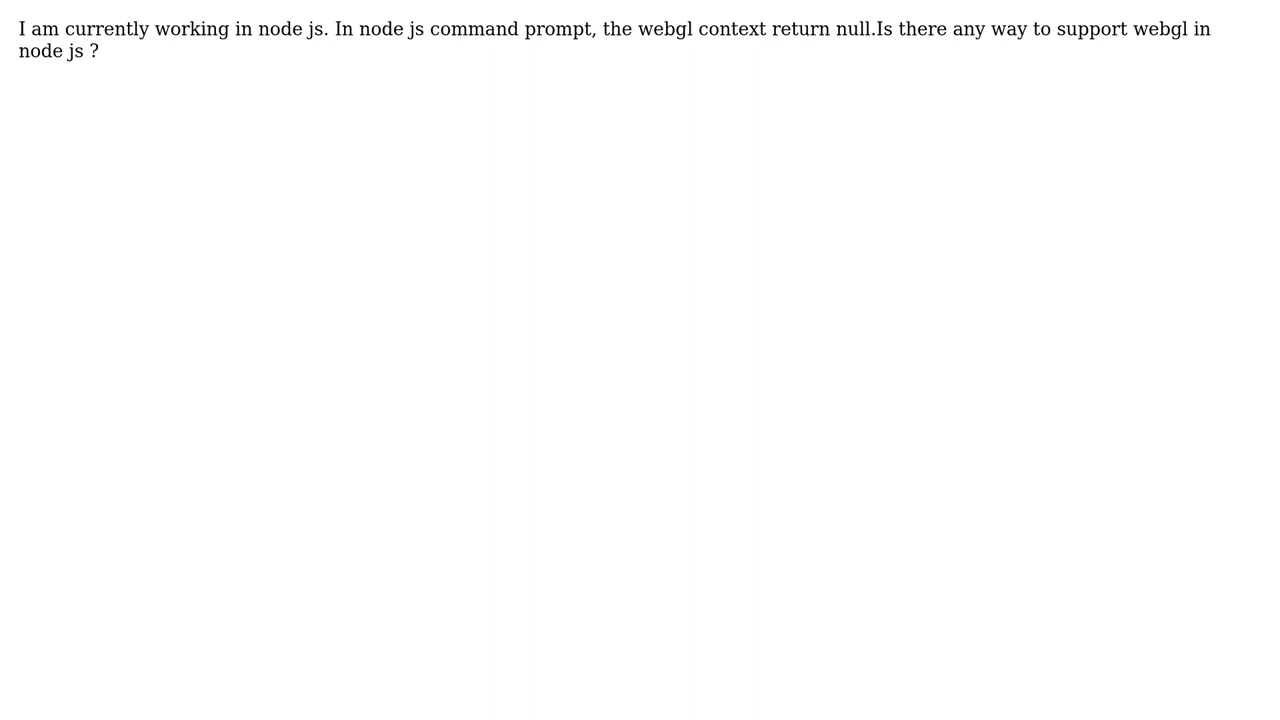 I am currently working in node js. In node js command prompt, the webgl context return null.Is there any way to support webgl in
node js ?